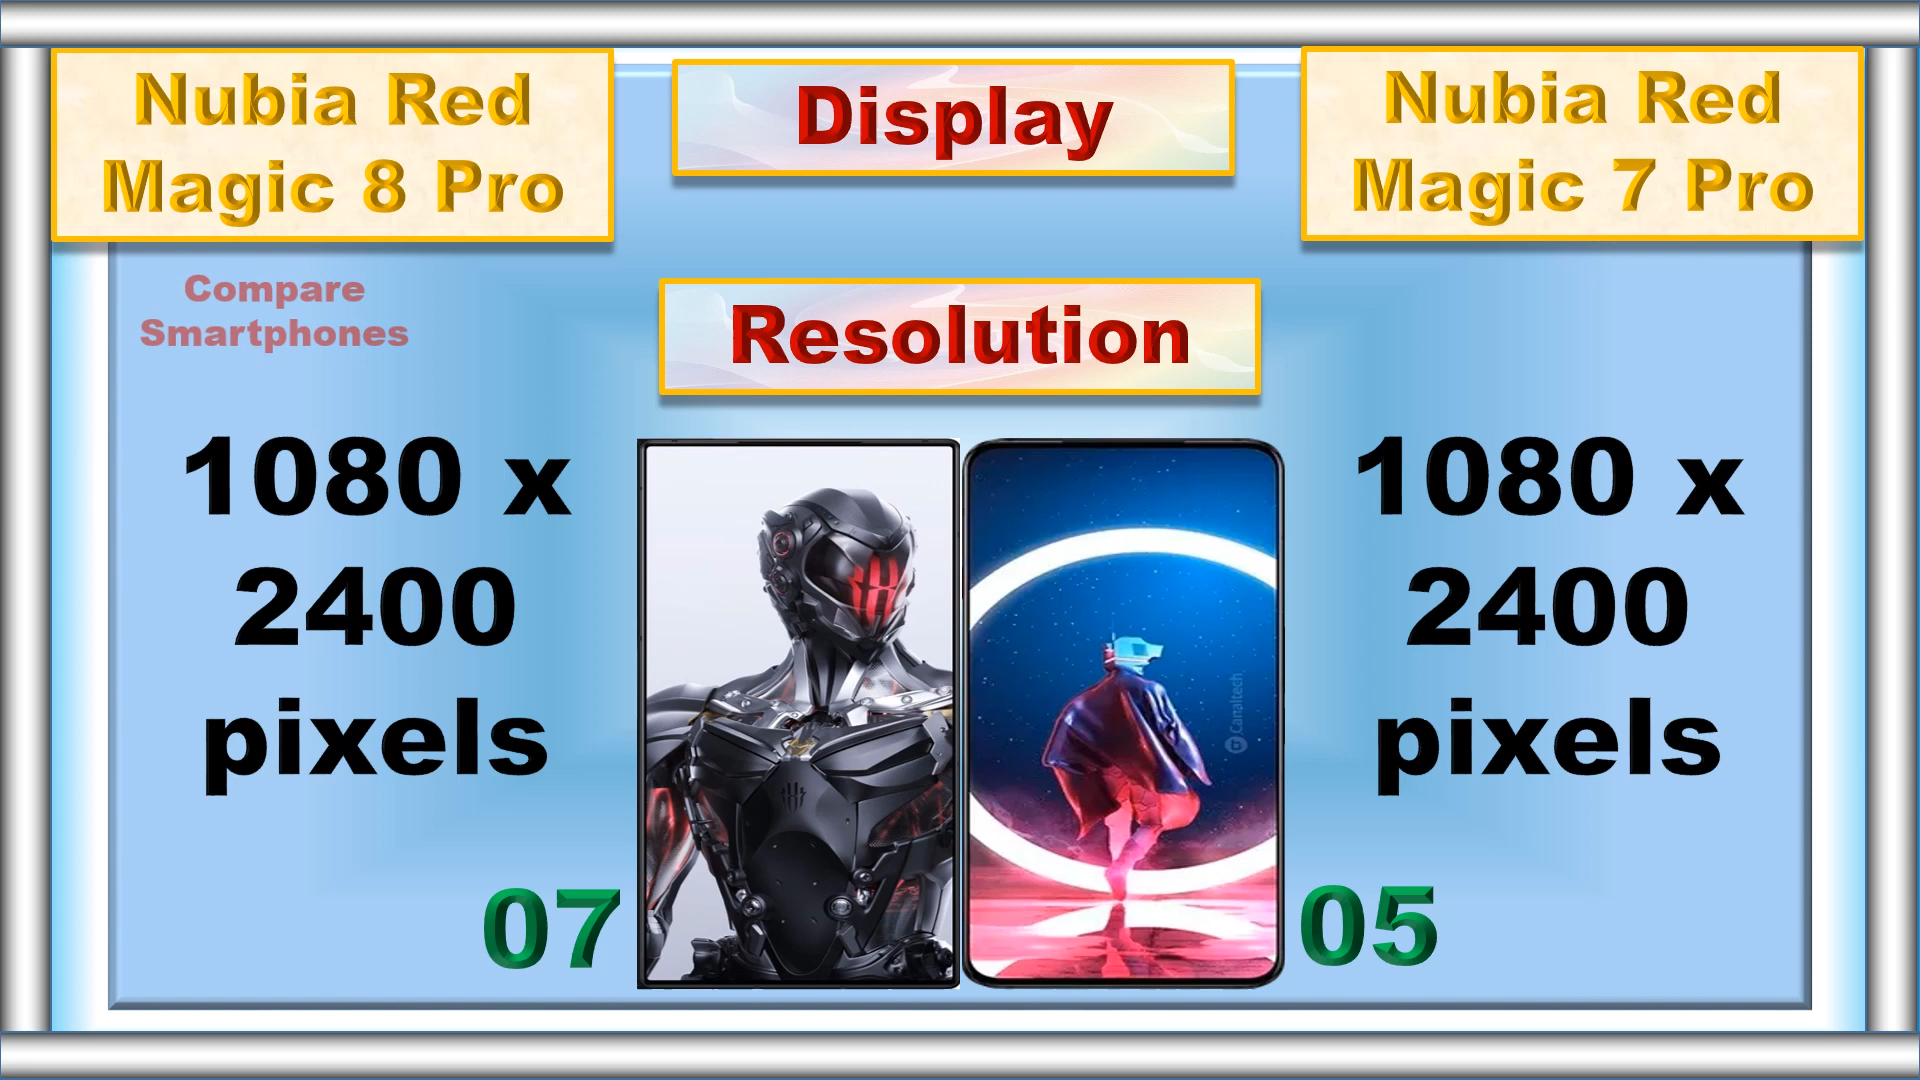 Nubia Red
Magic 8 Pro
Display
Nubia Red
Magic 7 Pro
Compare
Smartphones
Resolution
1080 x
2400
pixels
1080 x
2400
pixels
Canaltech
07
05